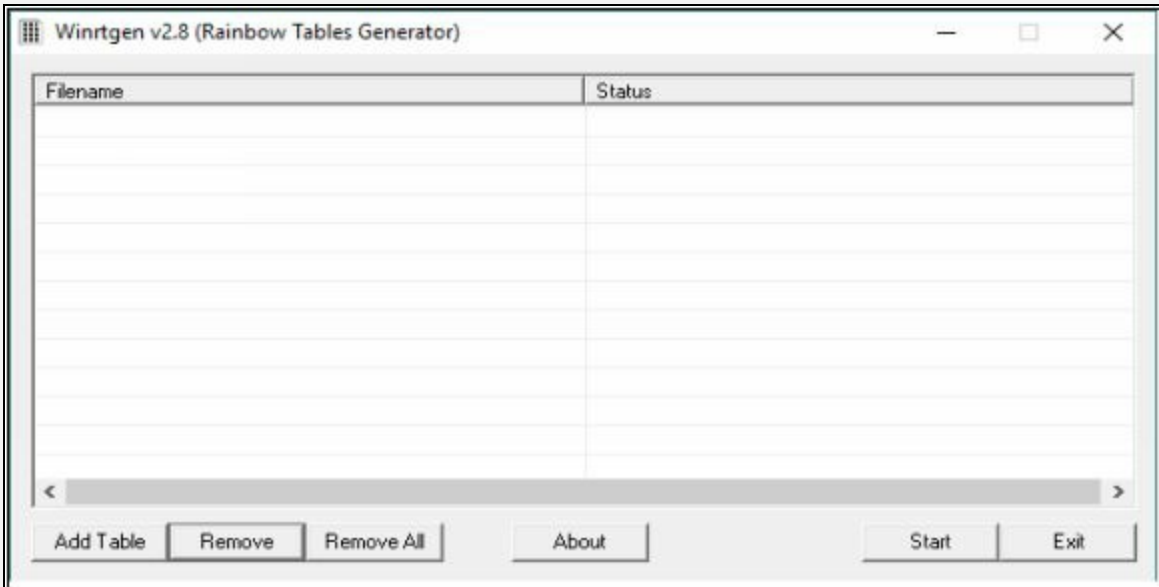 Winrtgen v2.8 (Rainbow Tables Generator)
Filename Status
Add Table Remove Remove All About Start Exit